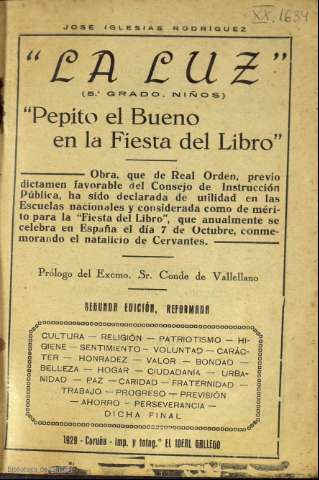 XX. 1634
JOSE IGLESIAS RODRÍGUEZ
"LA LUZ"
(5.º GRADO. NIÑOS)
"Pepito el Bueno
en la Fiesta del Libro"
Obra, que de Real Orden, previo
dictamen favorable del Consejo de Instrucción
Pública, ha sido declarada de utilidad en las
Escuelas nacionales y considerada como de méri-
to para la "Fiesta del Libro", que anualmente se
celebra en España el día 7 de Octubre, conme-
morando el natalicio de Cervantes.
Prólogo del Excmo. Sr. Conde de Vallellano
SEGUNDA EDICIÓN, REFORMADA
CULTURA — RELIGIÓN — PATRIOTISMO — HI-
GIENE — SENTIMIENTO — VOLUNTAD — CARÁC-
TER — HONRADEZ — VALOR — BONDAD —
BELLEZA — HOGAR — CIUDADANÍA — URBA-
NIDAD — PAZ — CARIDAD — FRATERNIDAD —
TRABAJO — PROGRESO — PREVISIÓN
— AHORRO — PERSEVERANCIA —
DICHA FINAL
1929 - Coruña - Imp. y fotog.º EL IDEAL GALLEGO
Biblioteca de